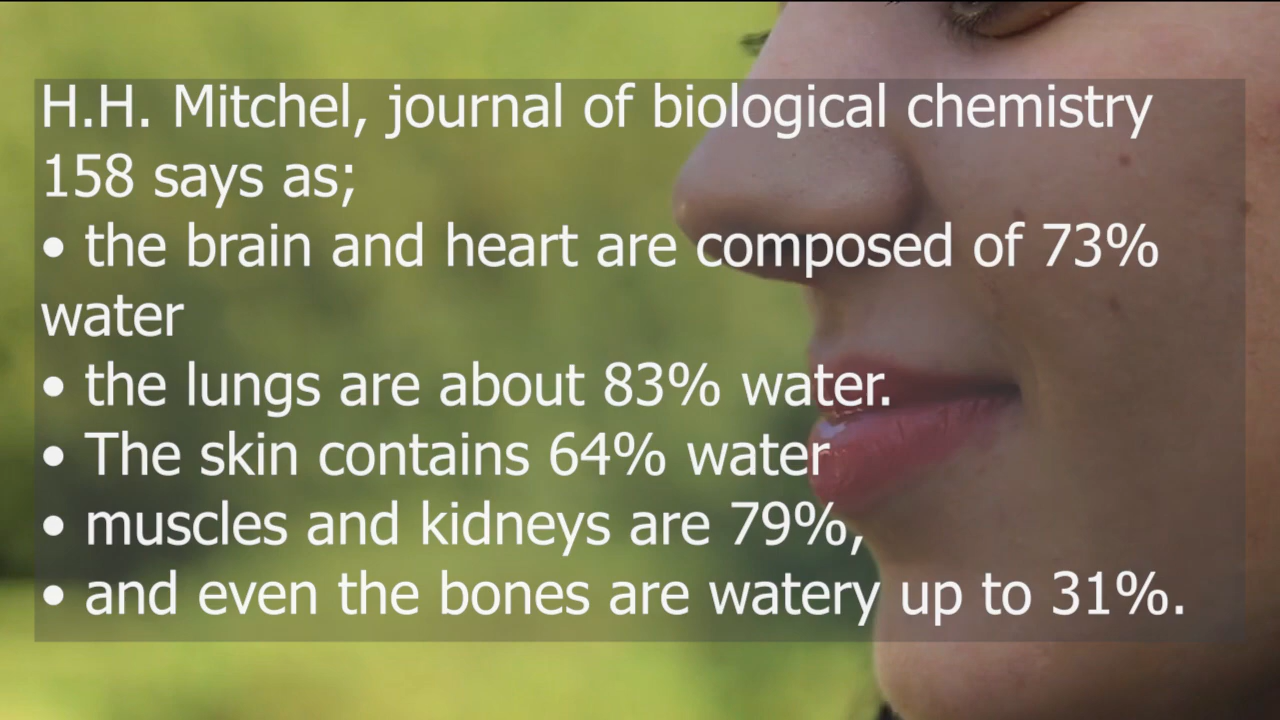 H.H. Mitchel, journal of biological chemistry
158 says as;
• the brain and heart are composed of 73%
water
• the lungs are about 83% water.
• The skin contains 64% water
• muscles and kidneys are 79%,
• and even the bones are watery up to 31%.